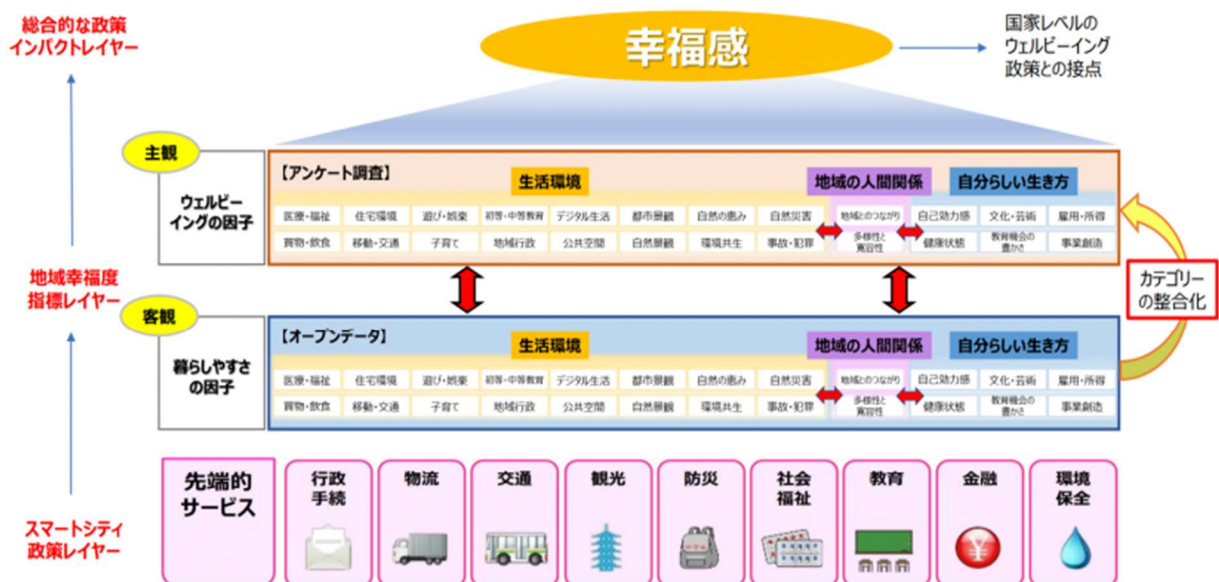 総合的な政策
インパクトレイヤー
幸福感
国家レベルの
ウェルビーイング
政策との接点
主観
ウェルビー
イングの因子
【アンケート調査】
生活環境
地域の人間関係
自分らしい生き方
医療・福祉 住宅環境 遊び・娯楽 初等・中等教育 デジタル生活 都市景観 自然の恵み 自然災害 地域とのつながり 自己効力感 文化・芸術 雇用・所得
買物・飲食 移動・交通 子育て 地域行政 公共空間 自然景観 環境共生 事故・犯罪 多様性と
寛容性 健康状態 教育機会の
豊かさ 事業創造
地域幸福度
指標レイヤー
カテゴリー
の整合化
客観
暮らしやすさ
の因子
【オープンデータ】
生活環境
地域の人間関係
自分らしい生き方
医療・福祉 住宅環境 遊び・娯楽 初等・中等教育 デジタル生活 都市景観 自然の恵み 自然災害 地域とのつながり 自己効力感 文化・芸術 雇用・所得
買物・飲食 移動・交通 子育て 地域行政 公共空間 自然景観 環境共生 事故・犯罪 多様性と
寛容性 健康状態 教育機会の
豊かさ 事業創造
スマートシティ
政策レイヤー
先端的
サービス
行政
手続
物流
交通
観光
防災
社会
福祉
教育
金融
環境
保全